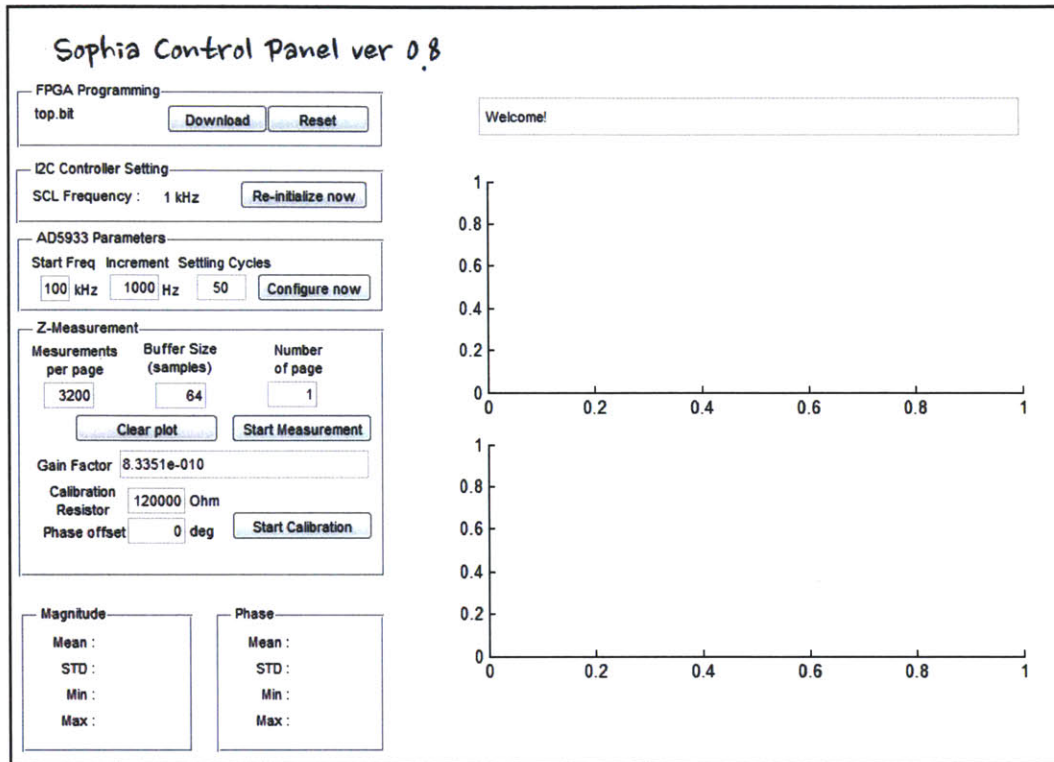 Sophia Control Panel ver 0.8
FPGA Programming
top.bit
Download
Reset
Welcome!
I2C Controller Setting
SCL Frequency : 1 kHz
Re-initialize now
AD5933 Parameters
Start Freq Increment Settling Cycles
100 kHz 1000 Hz 50 Configure now
Z-Measurement
Mesurements per page
Buffer Size (samples)
Number of page
3200 64 1
Clear plot
Start Measurement
Gain Factor 8.3351e-010
Calibration Resistor 120000 Ohm
Phase offset 0 deg
Start Calibration
Magnitude
Mean :
STD :
Min :
Max :
Phase
Mean :
STD :
Min :
Max :
1
0.8
0.6
0.4
0.2
0
0 0.2 0.4 0.6 0.8 1
1
0.8
0.6
0.4
0.2
0
0 0.2 0.4 0.6 0.8 1